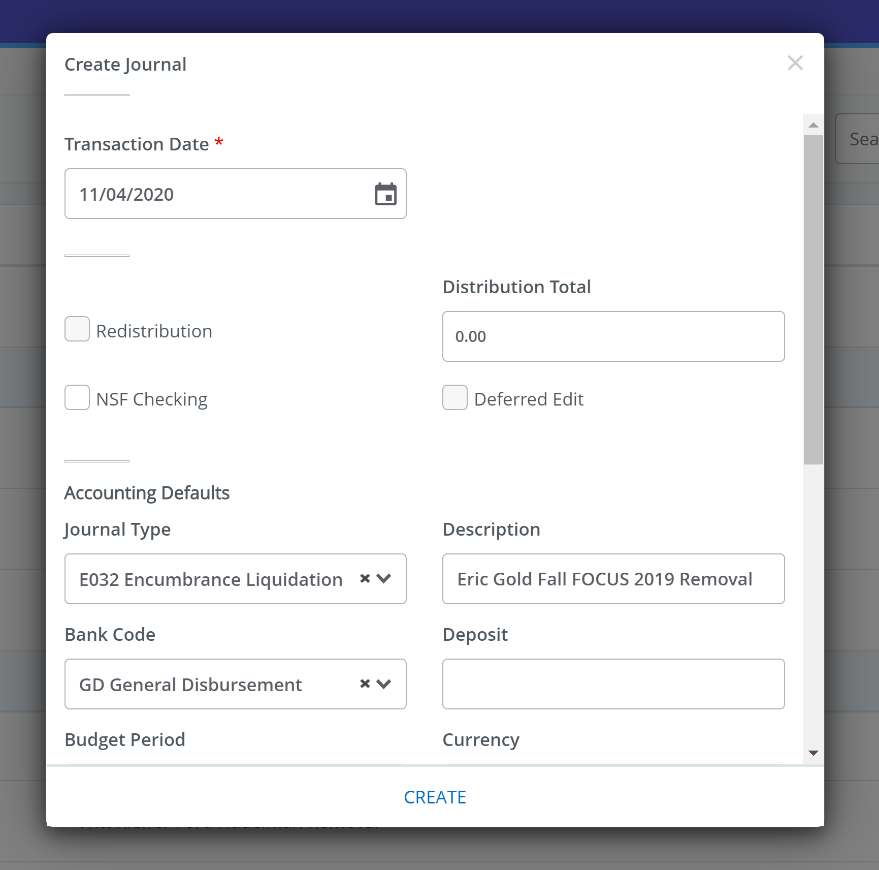 Create Journal
Sea
Transaction Date *
11/04/2020
Distribution Total
Redistribution
0.00
NSF Checking
Deferred Edit
Accounting Defaults
Journal Type
Description
E032 Encumbrance Liquidation
Eric Gold Fall FOCUS 2019 Removal
Bank Code
Deposit
GD General Disbursement
Budget Period
Currency
CREATE